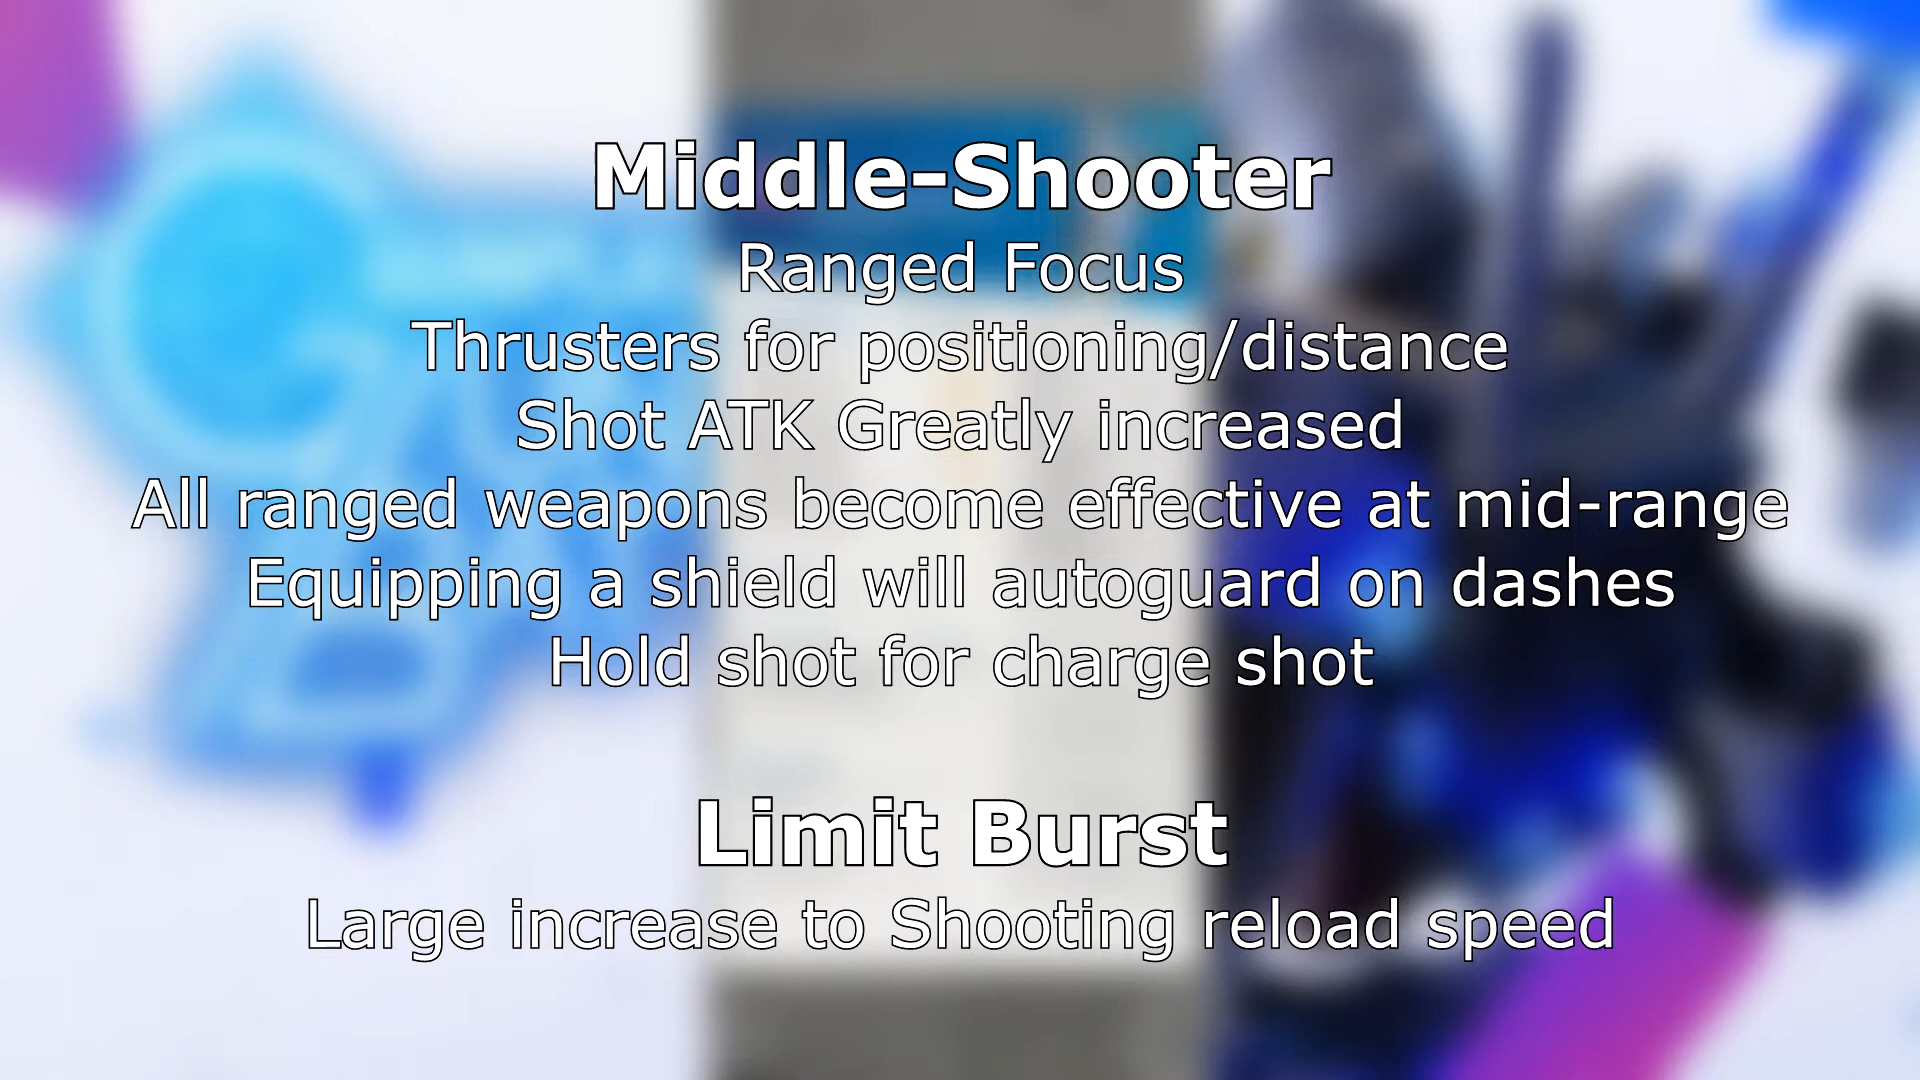 Middle-Shooter
Ranged Focus
Thrusters for positioning/distance
Shot ATK Greatly increased
All ranged weapons become effective at mid-range
Equipping a shield will autoguard on dashes
Hold shot for charge shot
Limit Burst
Large increase to Shooting reload speed